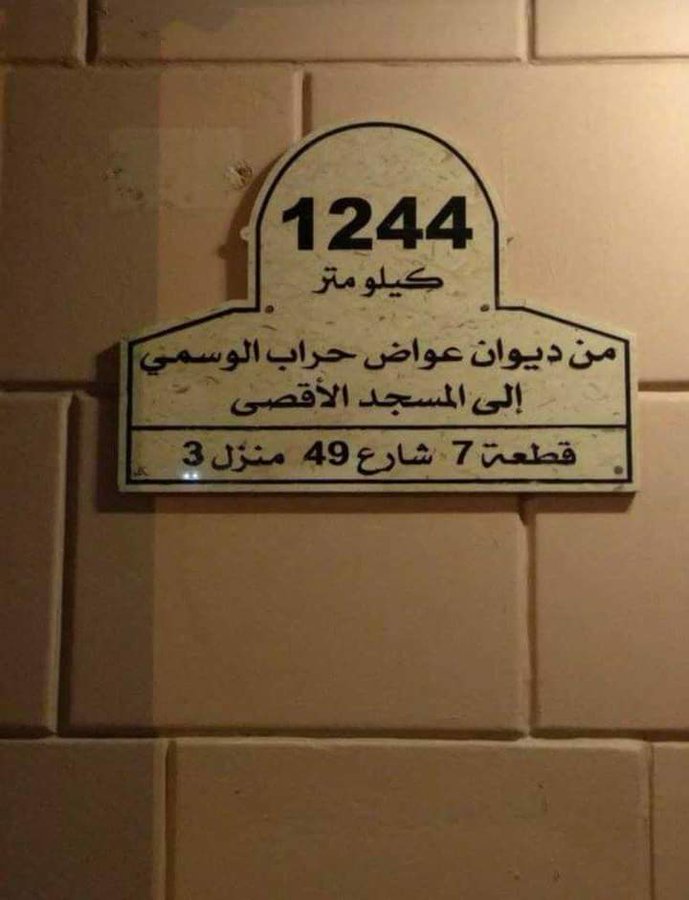 1244
كيلو متر
من ديوان عواض حراب الوسمي
إلى المسجد الأقصى
قطعة 7 شارع 49 منزل 3